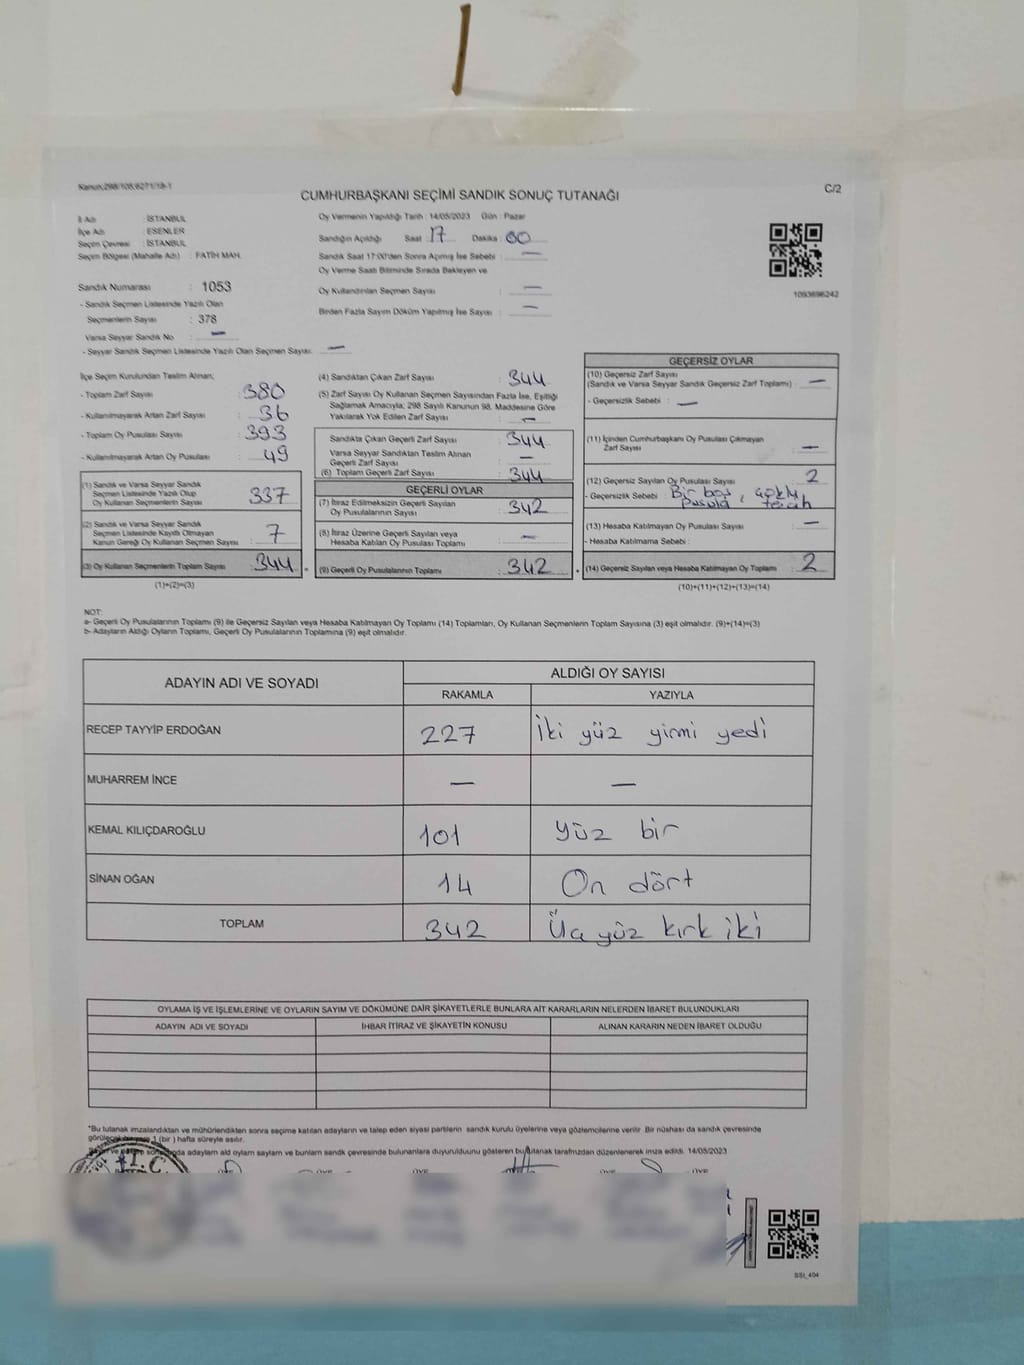 Kanun:298/105,6271/18-1
C/2
CUMHURBAŞKANI SEÇİMİ SANDIK SONUÇ TUTANAĞI
İl Adı : İSTANBUL
İlçe Adı : ESENLER
Seçim Çevresi : İSTANBUL
Seçim Bölgesi (Mahalle Adı) : FATİH MAH.
Sandık Numarası : 1053
- Sandık Seçmen Listesinde Yazılı Olan
Seçmenlerin Sayısı : 378
Varsa Seyyar Sandık No : —
- Seyyar Sandık Seçmen Listesinde Yazılı Olan Seçmen Sayısı: —
Oy Vermenin Yapıldığı Tarih : 14/05/2023 Gün : Pazar
Sandığın Açıldığı Saat : 17 Dakika : 00
Sandık Saat 17:00'den Sonra Açılmış İse Sebebi : —
Oy Verme Saati Bitiminde Sırada Bekleyen ve
Oy Kullandırılan Seçmen Sayısı : —
Birden Fazla Sayım Döküm Yapılmış İse Sayısı : —
1093696242
İlçe Seçim Kurulundan Teslim Alınan;
- Toplam Zarf Sayısı : 380
- Kullanılmayarak Artan Zarf Sayısı : 36
- Toplam Oy Pusulası Sayısı : 393
- Kullanılmayarak Artan Oy Pusulası : 49
(1) Sandık ve Varsa Seyyar Sandık
Seçmen Listesinde Yazılı Olup
Oy Kullanan Seçmenlerin Sayısı : 337
(2) Sandık ve Varsa Seyyar Sandık
Seçmen Listesinde Kayıtlı Olmayan
Kanun Gereği Oy Kullanan Seçmen Sayısı : 7
(3) Oy Kullanan Seçmenlerin Toplam Sayısı : 344
(1)+(2)=(3)
(4) Sandıktan Çıkan Zarf Sayısı : 344
(5) Zarf Sayısı Oy Kullanan Seçmen Sayısından Fazla İse, Eşitliği
Sağlamak Amacıyla; 298 Sayılı Kanunun 98. Maddesine Göre
Yakılarak Yok Edilen Zarf Sayısı : —
Sandıkta Çıkan Geçerli Zarf Sayısı : 344
Varsa Seyyar Sandıktan Teslim Alınan
Geçerli Zarf Sayısı : —
(6) Toplam Geçerli Zarf Sayısı : 344
GEÇERLİ OYLAR
(7) İtiraz Edilmeksizin Geçerli Sayılan
Oy Pusulalarının Sayısı : 342
(8) İtiraz Üzerine Geçerli Sayılan veya
Hesaba Katılan Oy Pusulası Toplamı : —
(9) Geçerli Oy Pusulalarının Toplamı : 342
GEÇERSİZ OYLAR
(10) Geçersiz Zarf Sayısı
(Sandık ve Varsa Seyyar Sandık Geçersiz Zarf Toplamı) : —
- Geçersizlik Sebebi : —
(11) İçinden Cumhurbaşkanı Oy Pusulası Çıkmayan
Zarf Sayısı : —
(12) Geçersiz Sayılan Oy Pusulası Sayısı : 2
- Geçersizlik Sebebi : Bir boş pusula, çoklu tercih
(13) Hesaba Katılmayan Oy Pusulası Sayısı : —
- Hesaba Katılmama Sebebi :
(14) Geçersiz Sayılan veya Hesaba Katılmayan Oy Toplamı : 2
(10)+(11)+(12)+(13)=(14)
NOT:
a- Geçerli Oy Pusulalarının Toplamı (9) ile Geçersiz Sayılan veya Hesaba Katılmayan Oy Toplamı (14) Toplamları, Oy Kullanan Seçmenlerin Toplam Sayısına (3) eşit olmalıdır. (9)+(14)=(3)
b- Adayların Aldığı Oyların Toplamı, Geçerli Oy Pusulalarının Toplamına (9) eşit olmalıdır.
ADAYIN ADI VE SOYADI
ALDIĞI OY SAYISI
RAKAMLA YAZIYLA
RECEP TAYYİP ERDOĞAN 227 İki yüz yirmi yedi
MUHARREM İNCE — —
KEMAL KILIÇDAROĞLU 101 yüz bir
SİNAN OĞAN 14 On dört
TOPLAM 342 Üç yüz kırk iki
OYLAMA İŞ VE İŞLEMLERİNE VE OYLARIN SAYIM VE DÖKÜMÜNE DAİR ŞİKAYETLERLE BUNLARA AİT KARARLARIN NELERDEN İBARET BULUNDUKLARI
ADAYIN ADI VE SOYADI İHBAR İTİRAZ VE ŞİKAYETİN KONUSU ALINAN KARARIN NEDEN İBARET OLDUĞU
*Bu tutanak imzalandıktan ve mühürlendikten sonra seçime katılan adayların ve talep eden siyasi partilerin sandık kurulu üyelerine veya gözlemcilerine verilir. Bir nüshası da sandık çevresinde
1 (bir) hafta süreyle asılır.
adayların ald oyların sayların ve bunların sandık çevresinde bulunanlara duyurulduunu gösteren bu tutanak tarafmzdan düzenlenerek imza edildi. 14/05/2023
T.C.
SSI_404